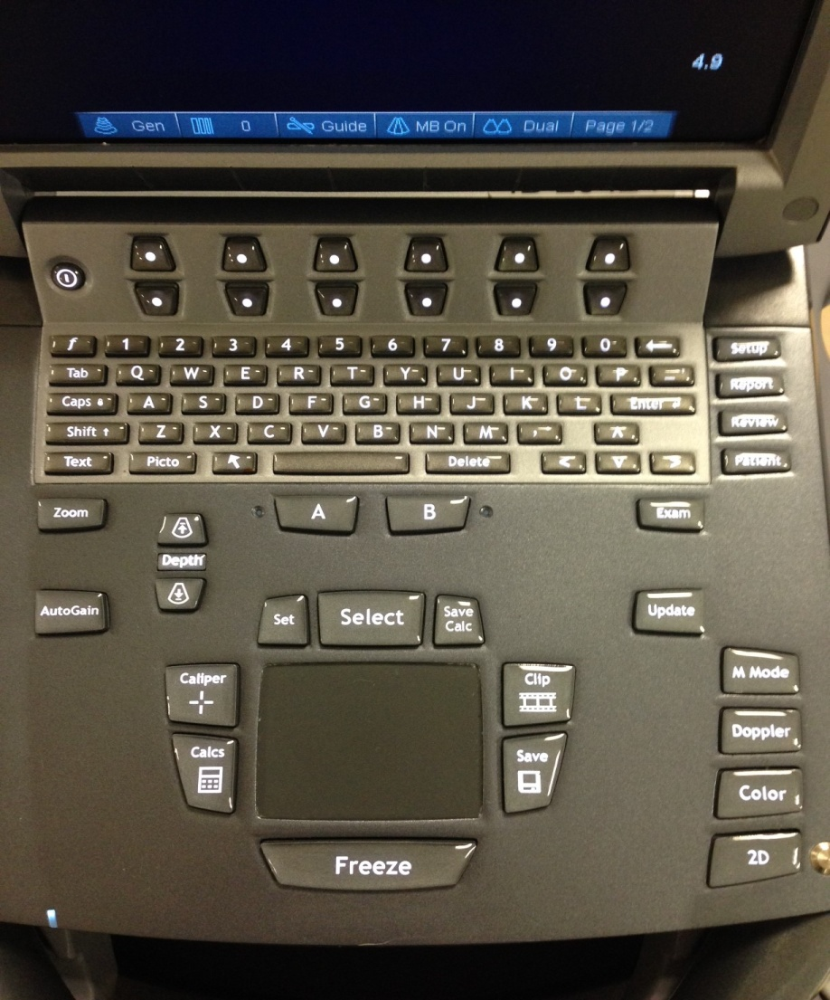 4.9
Gen 0 Guide MB On Dual Page 1/2
f 1 2 3 4 5 6 7 8 9 0
Tab Q W E R T Y U I O P Setup
Caps A S D F G H J K L Enter Report
Shift Z X C V B N M Review
Text Picto Delete Patient
Zoom A B Exam
Depth
AutoGain Set Select Save Calc Update
Caliper Clip M Mode
Calcs Save Doppler
Color
Freeze 2D